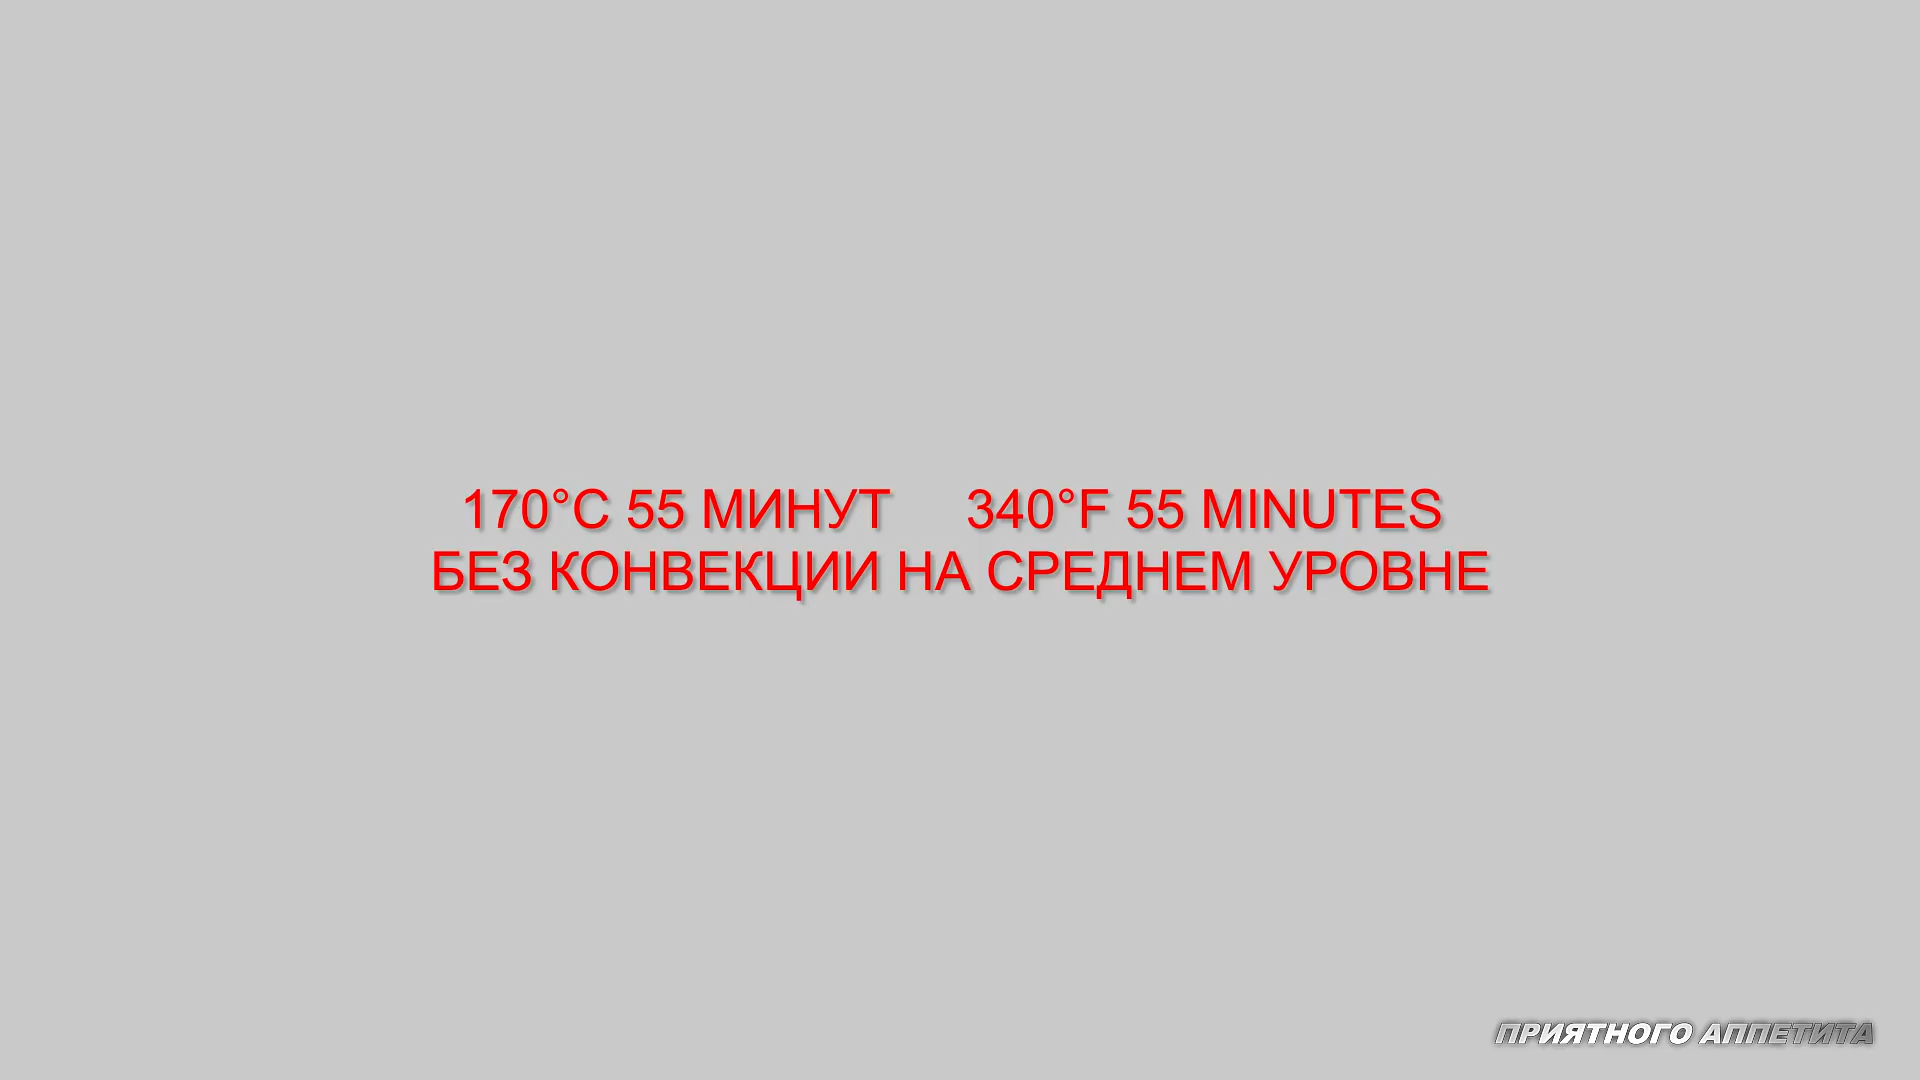 170°C 55 МИНУТ 340°F 55 MINUTES
БЕЗ КОНВЕКЦИИ НА СРЕДНЕМ УРОВНЕ
ПРИЯТНОГО АППЕТИТА